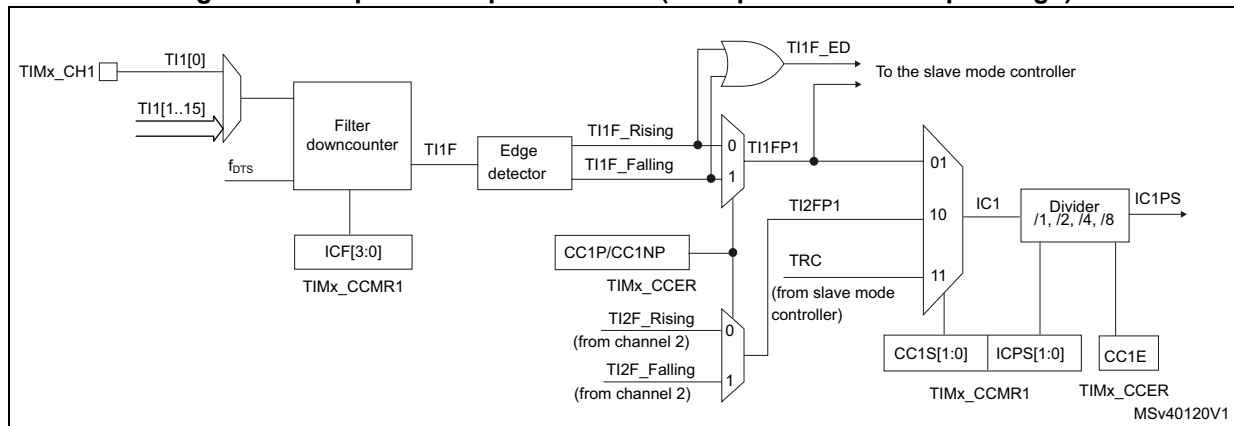 TI1[0]
TIMx_CH1
TI1[1..15]
fDTS
Filter
downcounter
ICF[3:0]
TIMx_CCMR1
TI1F
Edge
detector
TI1F_Rising
TI1F_Falling
TI1F_ED
To the slave mode controller
0
1
TI1FP1
CC1P/CC1NP
TIMx_CCER
TI2F_Rising
(from channel 2)
TI2F_Falling
(from channel 2)
0
1
TI2FP1
TRC
(from slave mode
controller)
01
10
11
IC1
Divider
/1, /2, /4, /8
IC1PS
CC1S[1:0]
ICPS[1:0]
TIMx_CCMR1
CC1E
TIMx_CCER
MSv40120V1